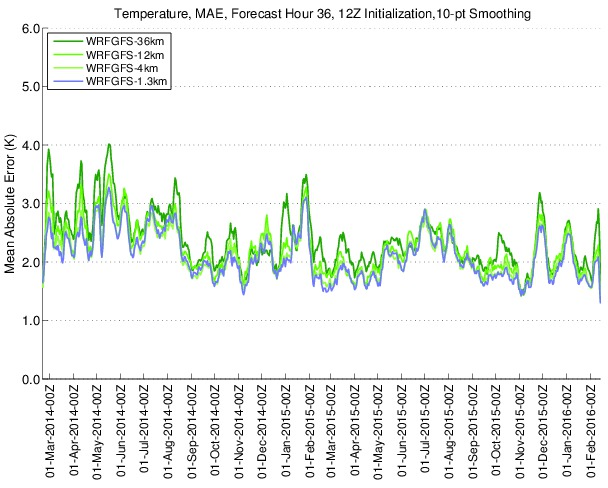 Temperature, MAE, Forecast Hour 36, 12Z Initialization,10-pt Smoothing
6.0
5.0
4.0
3.0
2.0
1.0
0.0
Mean Absolute Error (K)
WRFGFS-36km
WRFGFS-12km
WRFGFS-4km
WRFGFS-1.3km
01-Mar-2014-00Z
01-Apr-2014-00Z
01-May-2014-00Z
01-Jun-2014-00Z
01-Jul-2014-00Z
01-Aug-2014-00Z
01-Sep-2014-00Z
01-Oct-2014-00Z
01-Nov-2014-00Z
01-Dec-2014-00Z
01-Jan-2015-00Z
01-Feb-2015-00Z
01-Mar-2015-00Z
01-Apr-2015-00Z
01-May-2015-00Z
01-Jun-2015-00Z
01-Jul-2015-00Z
01-Aug-2015-00Z
01-Sep-2015-00Z
01-Oct-2015-00Z
01-Nov-2015-00Z
01-Dec-2015-00Z
01-Jan-2016-00Z
01-Feb-2016-00Z